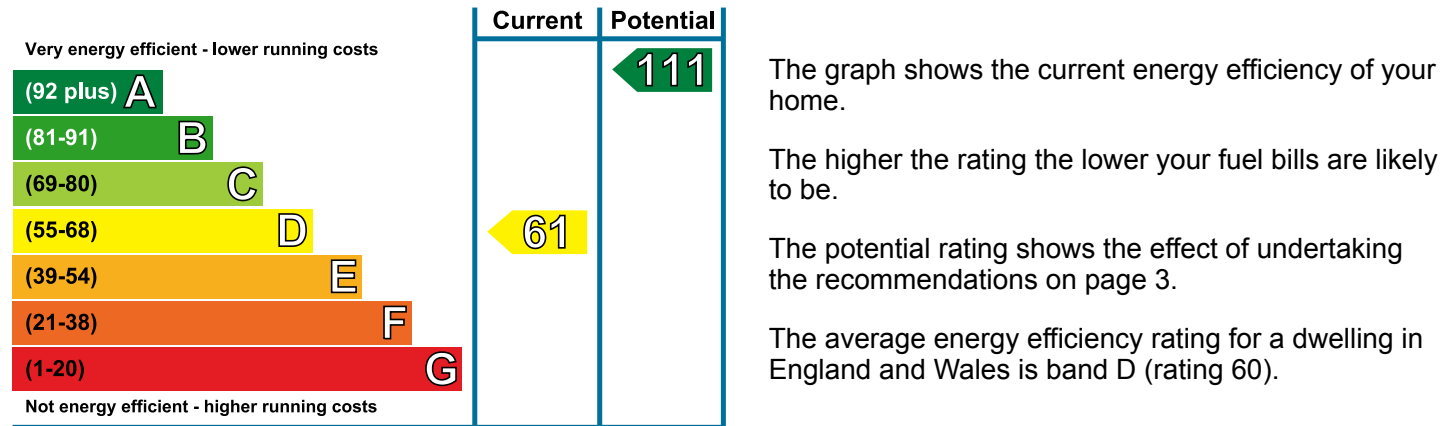 Current Potential
Very energy efficient - lower running costs
(92 plus) A
111
(81-91) B
(69-80) C
(55-68) D
61
(39-54) E
(21-38) F
(1-20) G
Not energy efficient - higher running costs
The graph shows the current energy efficiency of your
home.
The higher the rating the lower your fuel bills are likely
to be.
The potential rating shows the effect of undertaking
the recommendations on page 3.
The average energy efficiency rating for a dwelling in
England and Wales is band D (rating 60).